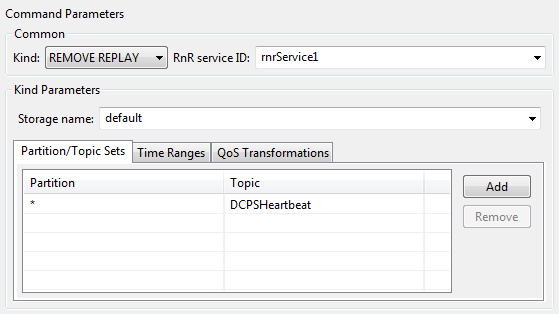 Command Parameters
Common
Kind: REMOVE REPLAY RnR service ID: rnrService1
Kind Parameters
Storage name: default
Partition/Topic Sets Time Ranges QoS Transformations
Partition Topic Add
* DCPSHeartbeat
Remove